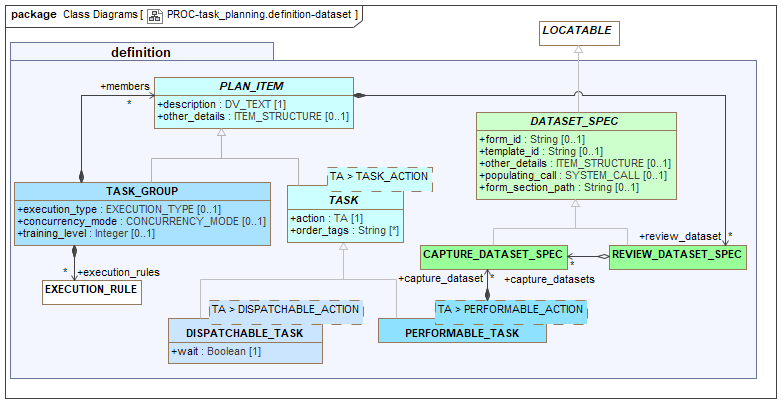 package Class Diagrams [ PROC-task_planning.definition-dataset ]
LOCATABLE
definition
+members
*
PLAN_ITEM
+description : DV_TEXT [1]
+other_details : ITEM_STRUCTURE [0..1]
DATASET_SPEC
+form_id : String [0..1]
+template_id : String [0..1]
+other_details : ITEM_STRUCTURE [0..1]
+populating_call : SYSTEM_CALL [0..1]
+form_section_path : String [0..1]
TA > TASK_ACTION
TASK_GROUP
+execution_type : EXECUTION_TYPE [0..1]
+concurrency_mode : CONCURRENCY_MODE [0..1]
+training_level : Integer [0..1]
TASK
+action : TA [1]
+order_tags : String [*]
+review_dataset *
CAPTURE_DATASET_SPEC
REVIEW_DATASET_SPEC
*
* +execution_rules
+capture_dataset *
+capture_datasets
EXECUTION_RULE
TA > DISPATCHABLE_ACTION
TA > PERFORMABLE_ACTION
DISPATCHABLE_TASK
PERFORMABLE_TASK
+wait : Boolean [1]